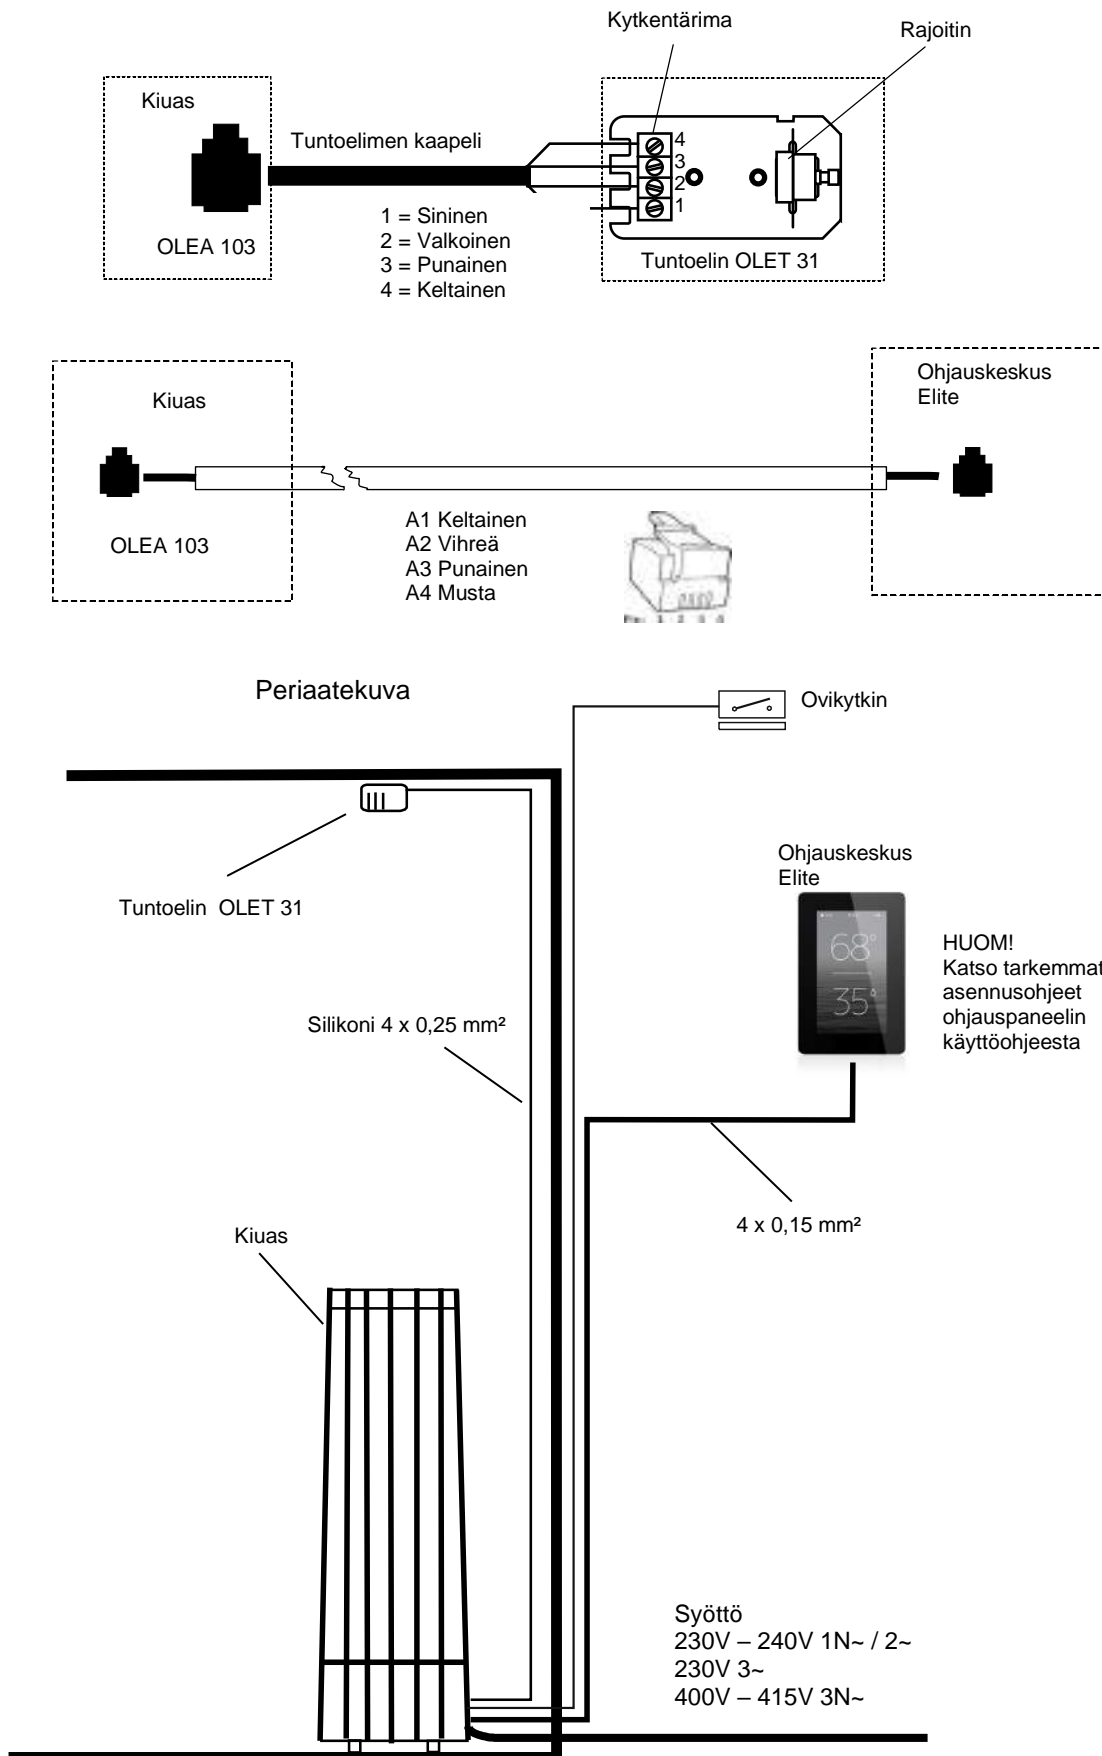 Kytkentärima
Rajoitin
Kiuas
Tuntoelimen kaapeli
4
3
2
1
OLEA 103
1 = Sininen
2 = Valkoinen
3 = Punainen
4 = Keltainen
Tuntoelin OLET 31
Kiuas
Ohjauskeskus
Elite
OLEA 103
A1 Keltainen
A2 Vihreä
A3 Punainen
A4 Musta
Periaatekuva
Ovikytkin
Tuntoelin OLET 31
Ohjauskeskus
Elite
68°
35°
HUOM!
Katso tarkemmat
asennusohjeet
ohjauspaneelin
käyttöohjeesta
Silikoni 4 x 0,25 mm²
4 x 0,15 mm²
Kiuas
Syöttö
230V – 240V 1N~ / 2~
230V 3~
400V – 415V 3N~